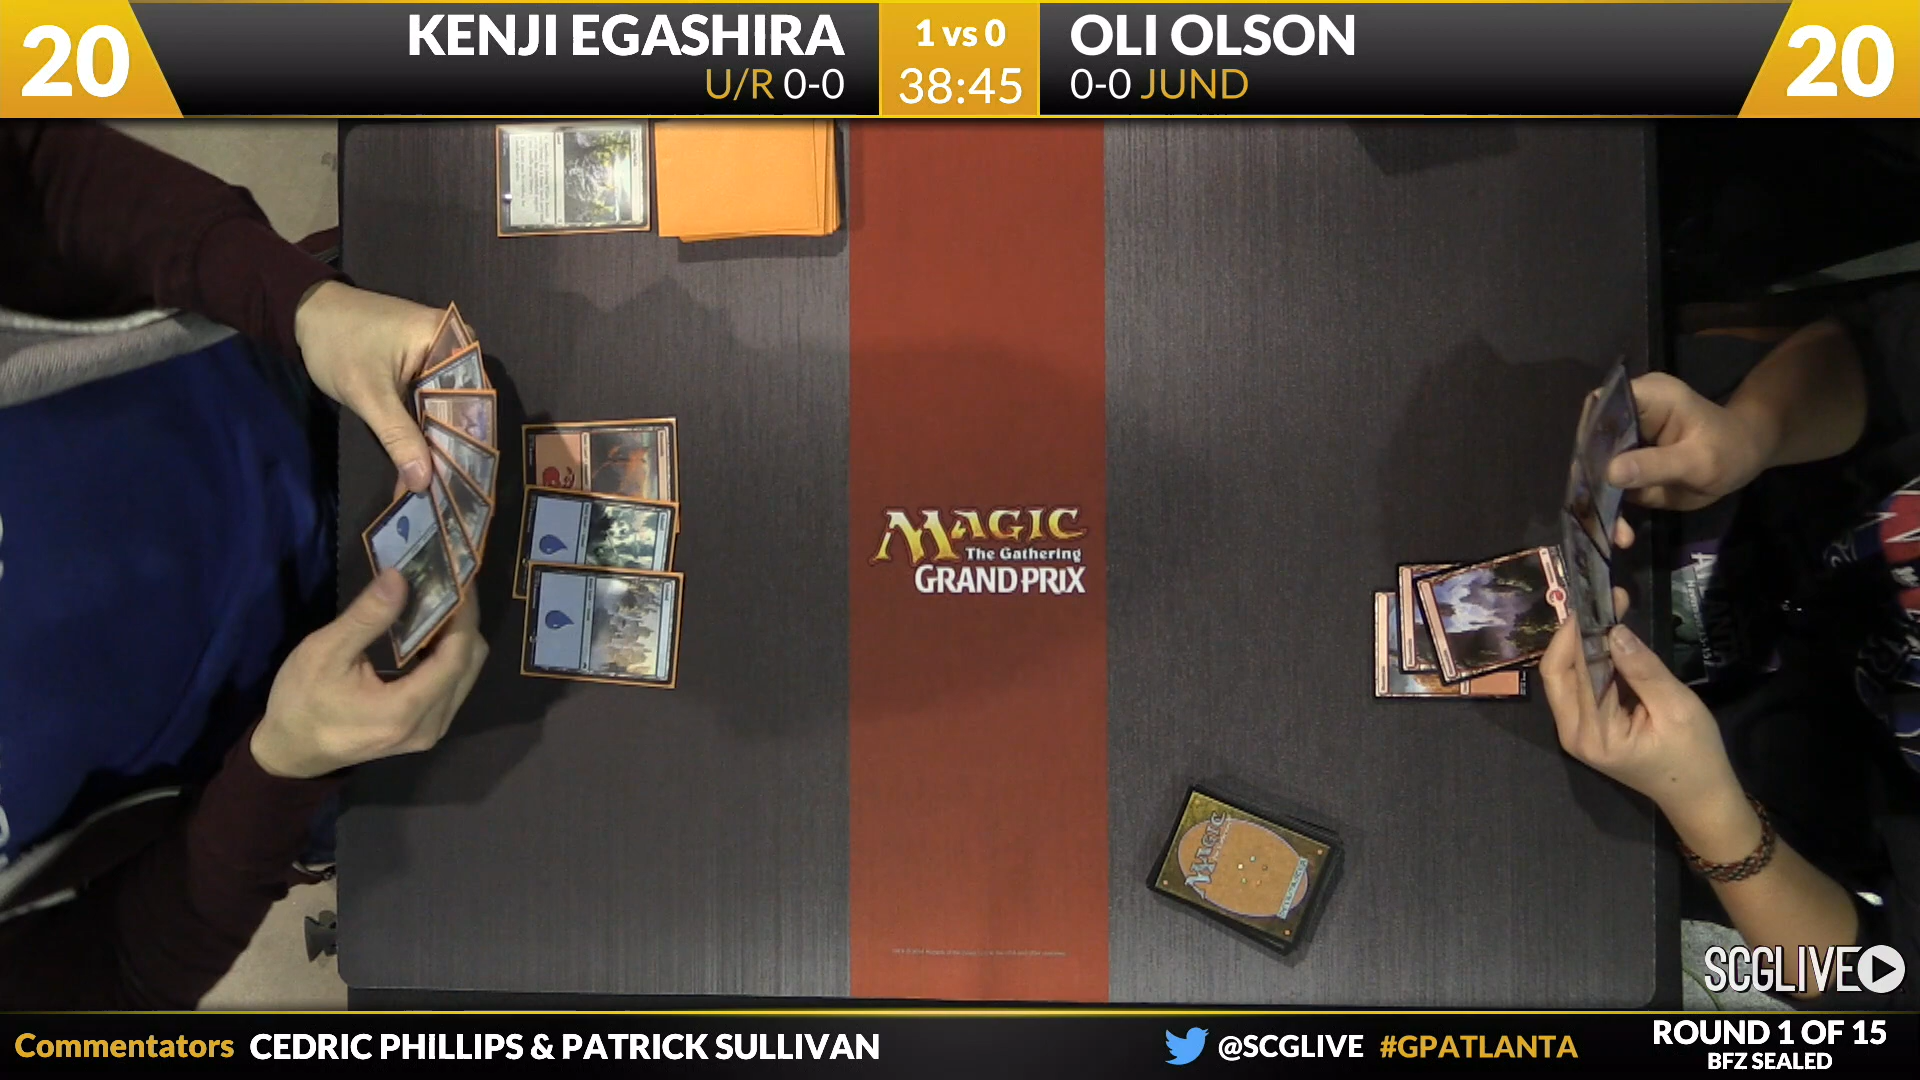 20
KENJI EGASHIRA
U/R 0-0
1 vs 0
38:45
OLI OLSON
0-0 JUND
20
MAGIC
The Gathering
GRAND PRIX
MAGIC
SCGLIVE
Commentators CEDRIC PHILLIPS & PATRICK SULLIVAN
@SCGLIVE #GPATLANTA
ROUND 1 OF 15
BFZ SEALED